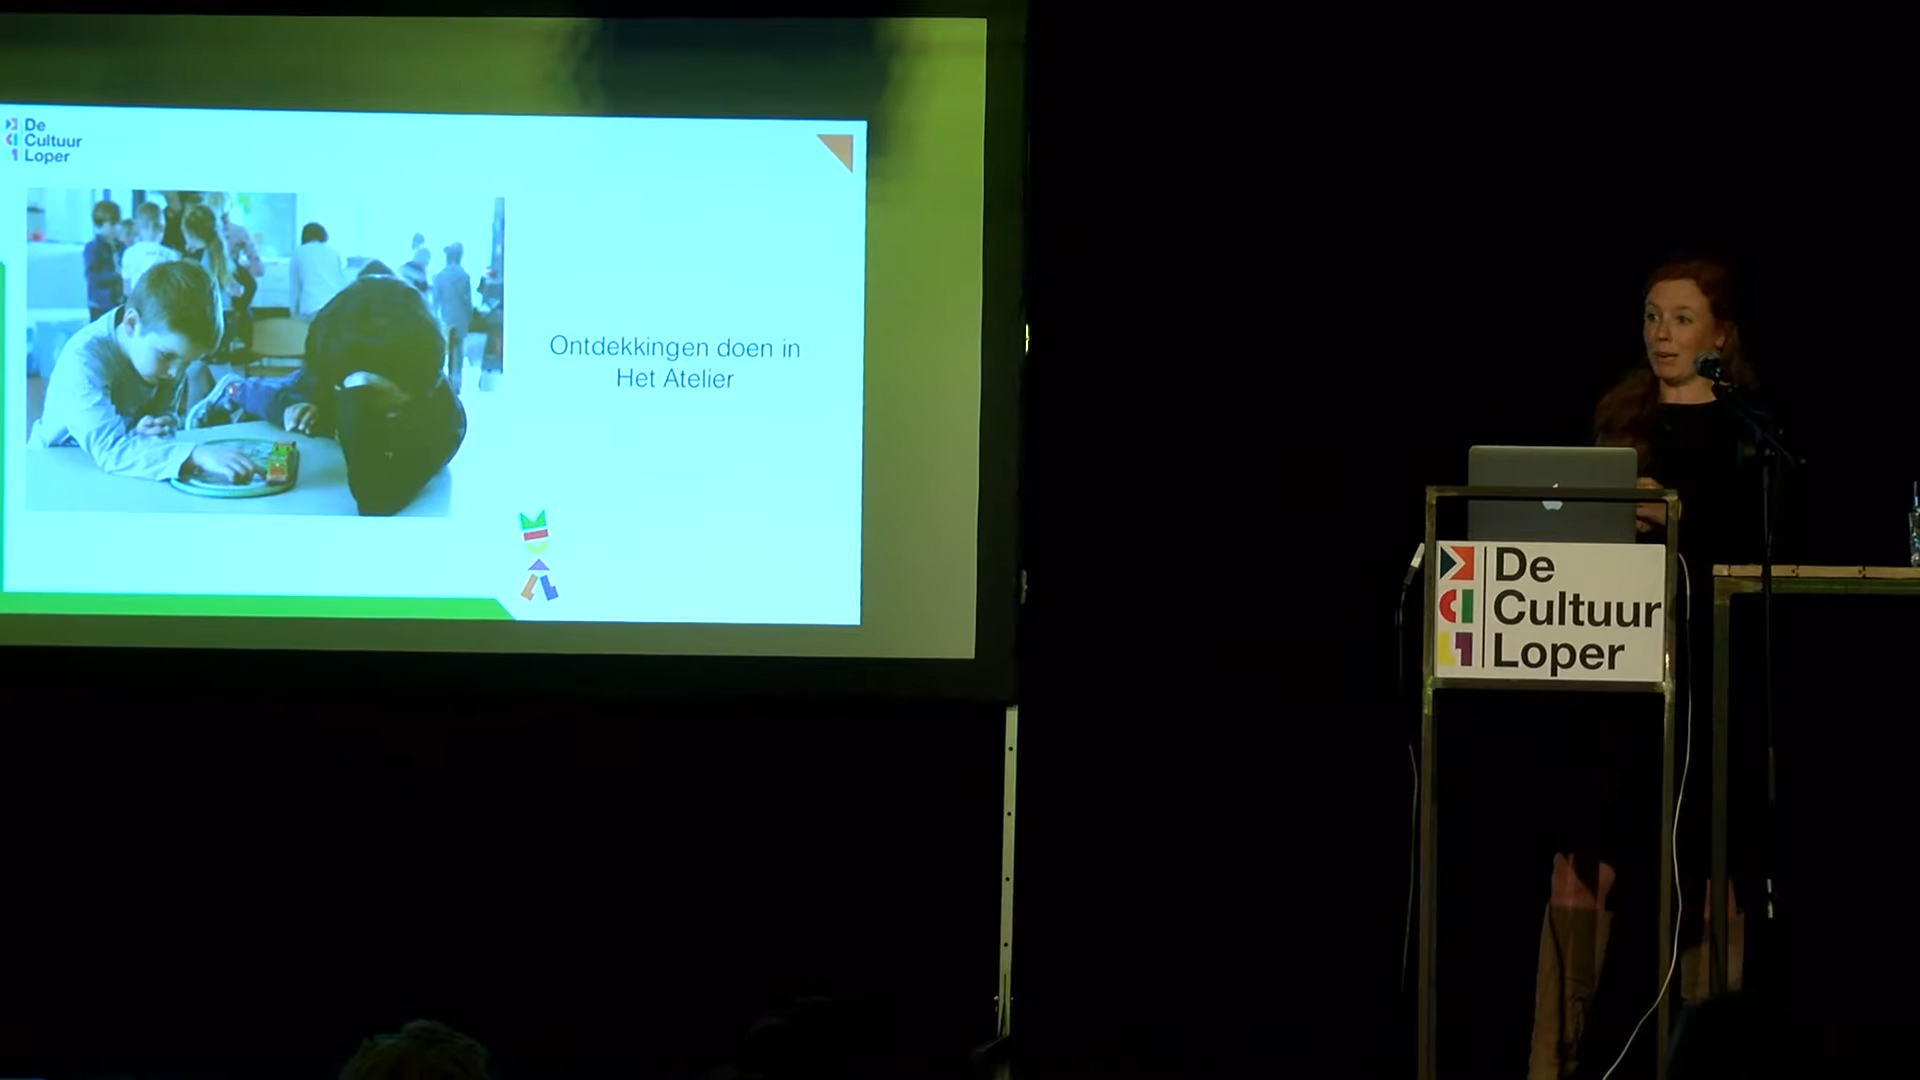 De
Cultuur
Loper
Ontdekkingen doen in
Het Atelier
De
Cultuur
Loper